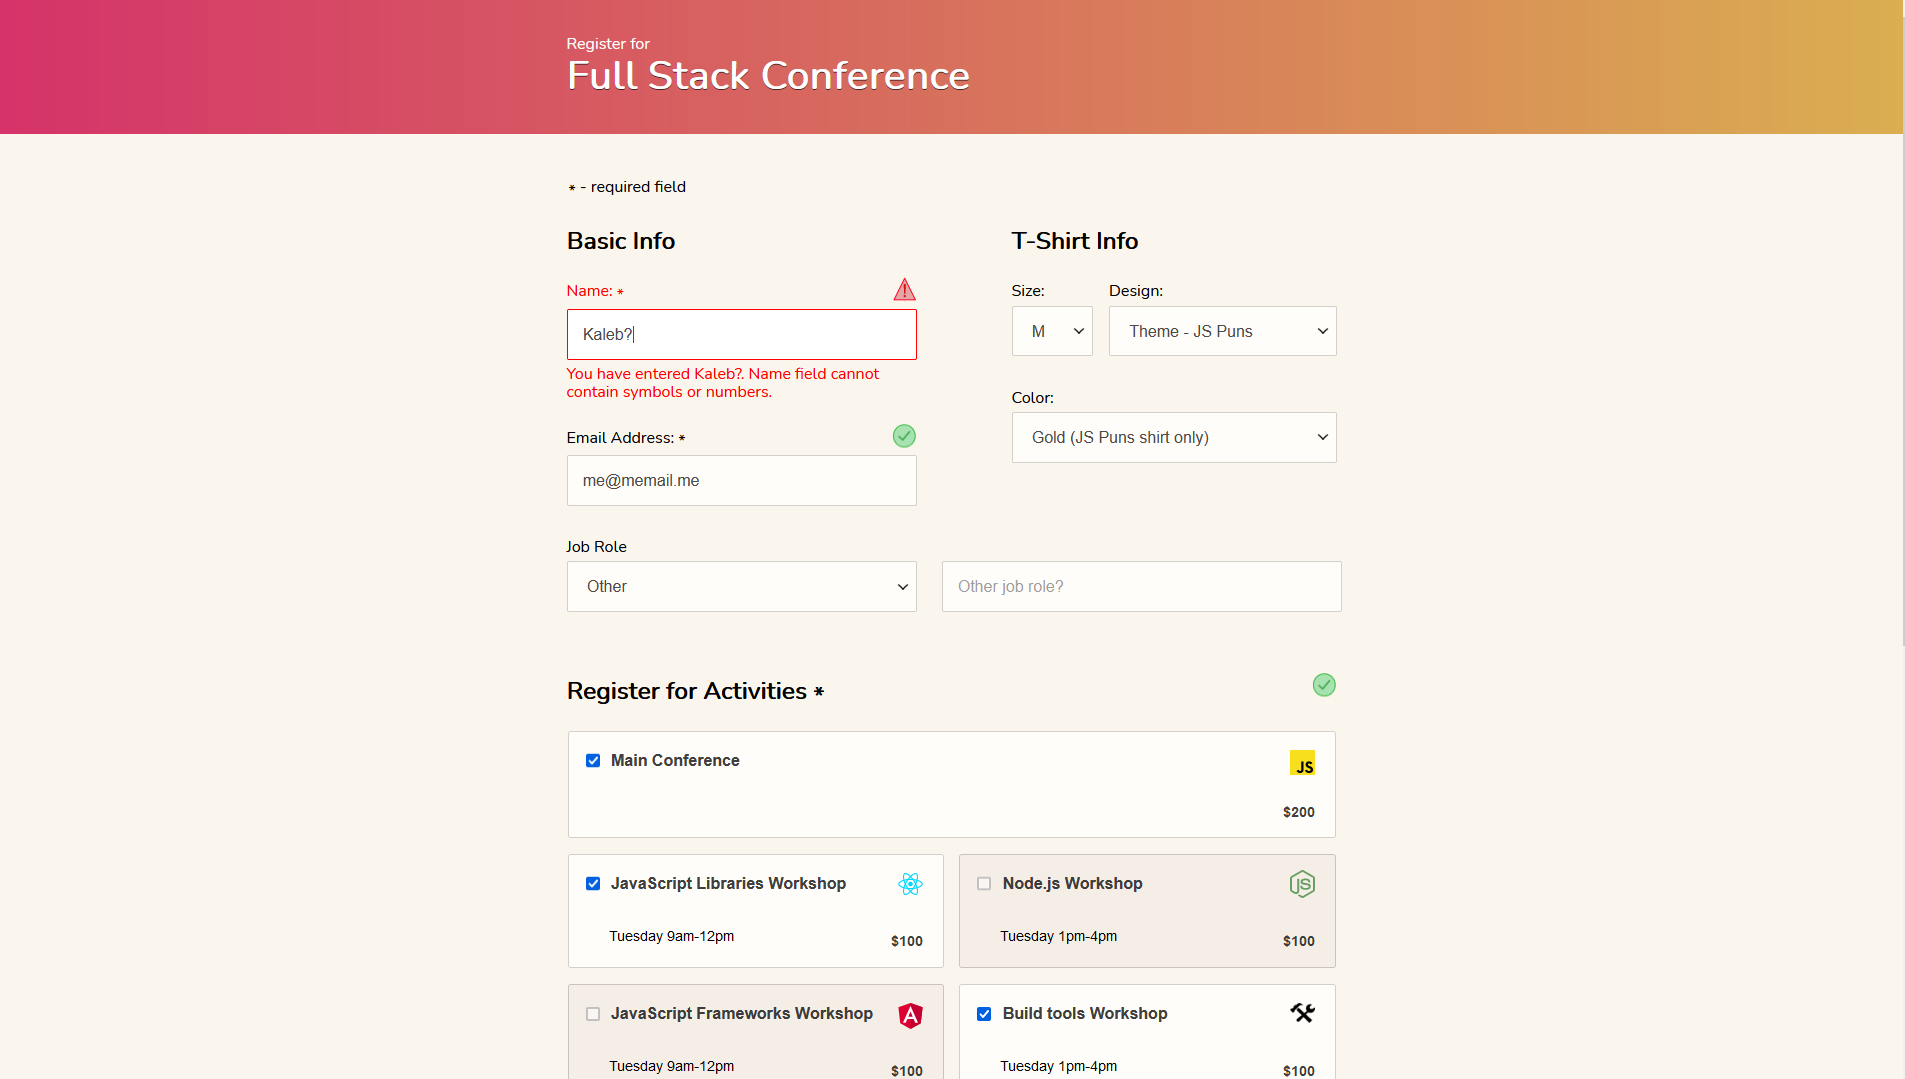 Register for
Full Stack Conference
* - required field
Basic Info
Name: *
Kaleb?
You have entered Kaleb?. Name field cannot
contain symbols or numbers.
Email Address: *
me@memail.me
Job Role
Other
Other job role?
T-Shirt Info
Size:
M
Design:
Theme - JS Puns
Color:
Gold (JS Puns shirt only)
Register for Activities *
Main Conference
JS
$200
JavaScript Libraries Workshop
Tuesday 9am-12pm
$100
Node.js Workshop
JS
Tuesday 1pm-4pm
$100
JavaScript Frameworks Workshop
A
Tuesday 9am-12pm
$100
Build tools Workshop
Tuesday 1pm-4pm
$100